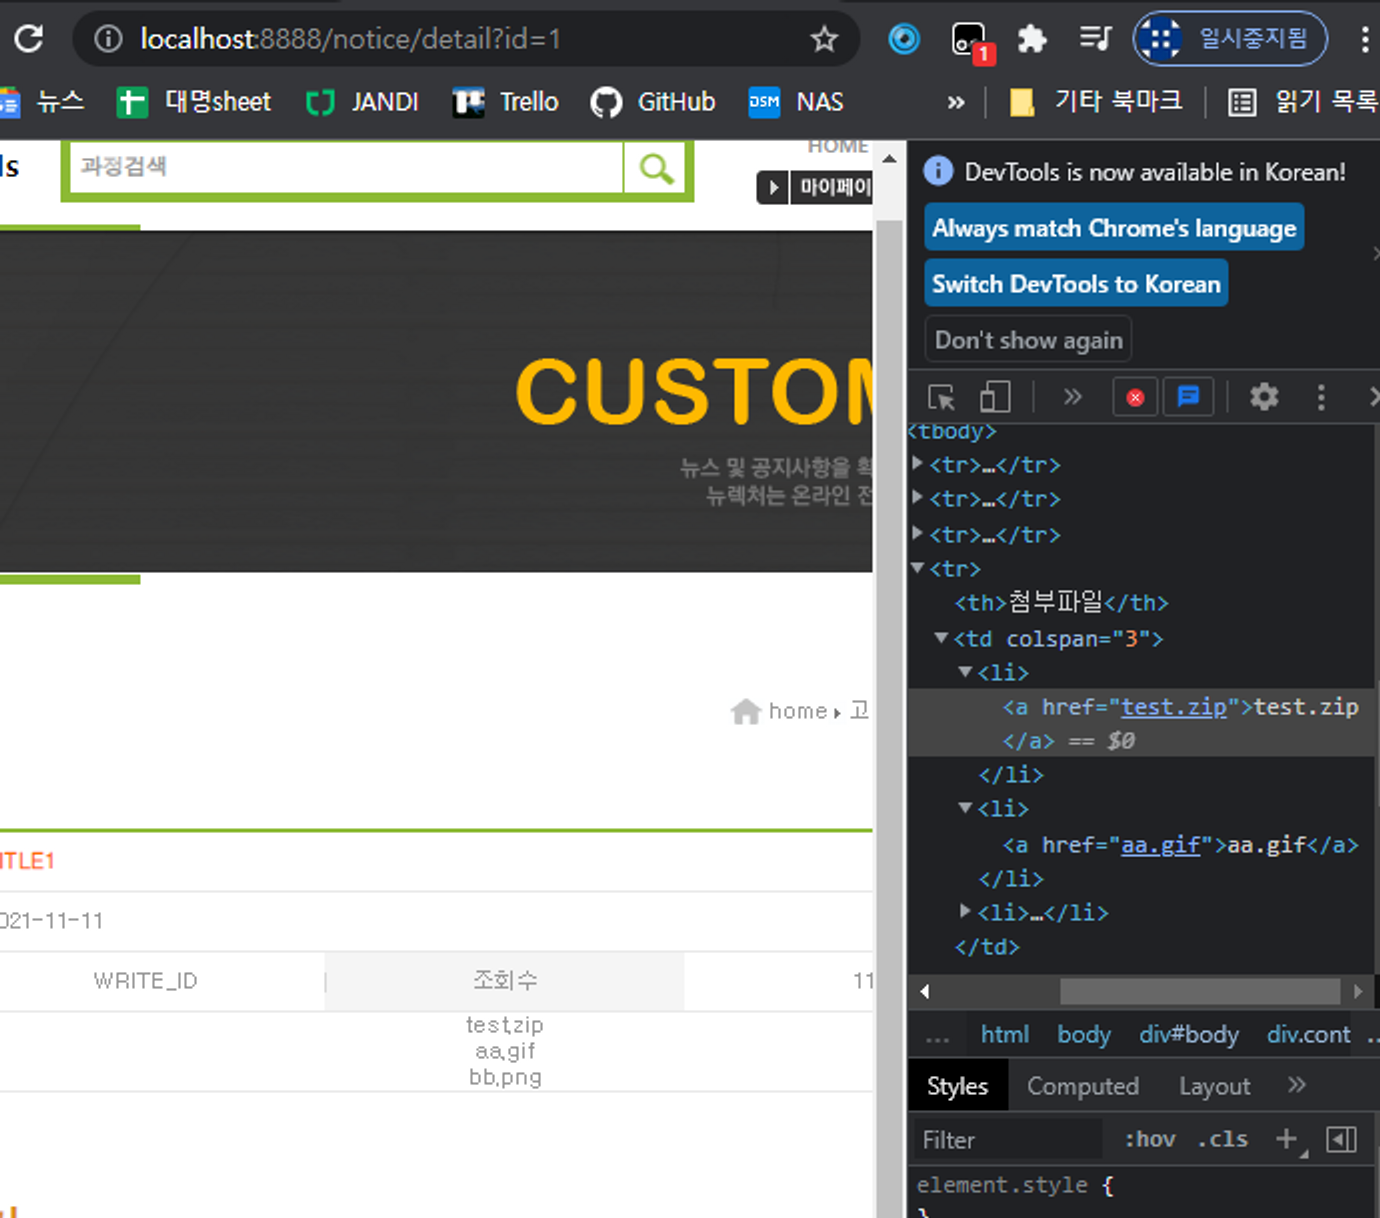 localhost:8888/notice/detail?id=1
1
일시중지됨
뉴스
대명sheet
JANDI
Trello
GitHub
DSM
NAS
»
기타 북마크
읽기 목록
ls
과정검색
HOME
마이페이
CUSTOM
뉴스 및 공지사항을 확
뉴렉처는 온라인 전
home
고
ITLE1
021-11-11
WRITE_ID
조회수
11
test.zip
aa.gif
bb.png
DevTools is now available in Korean!
Always match Chrome's language
Switch DevTools to Korean
Don't show again
»
<tbody>
<tr>…</tr>
<tr>…</tr>
<tr>…</tr>
<tr>
<th>첨부파일</th>
<td colspan="3">
<li>
<a href="test.zip">test.zip
</a> == $0
</li>
<li>
<a href="aa.gif">aa.gif</a>
</li>
<li>…</li>
</td>
... html body div#body div.cont ..
Styles Computed Layout »
Filter :hov .cls +
element.style {
}